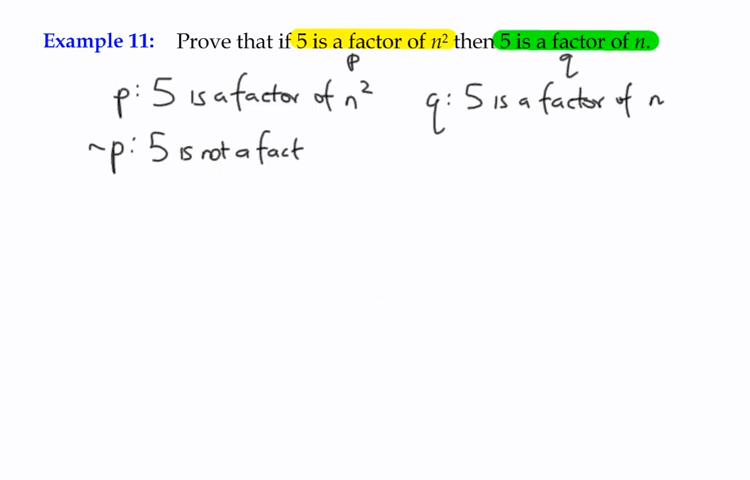 Example 11: Prove that if 5 is a factor of n² then 5 is a factor of n.
p q
p: 5 is a factor of n² q: 5 is a factor of n
~p: 5 is not a fact